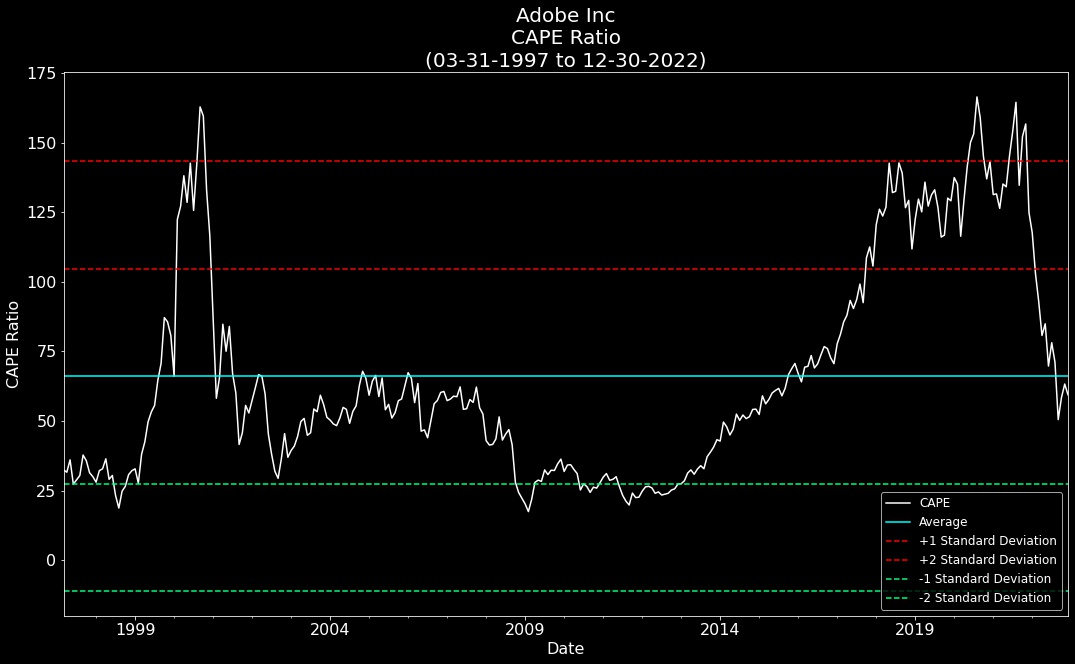 Adobe Inc
CAPE Ratio
(03-31-1997 to 12-30-2022)
CAPE Ratio
175
150
125
100
75
50
25
0
1999
2004
2009
2014
2019
Date
CAPE
Average
+1 Standard Deviation
+2 Standard Deviation
-1 Standard Deviation
-2 Standard Deviation